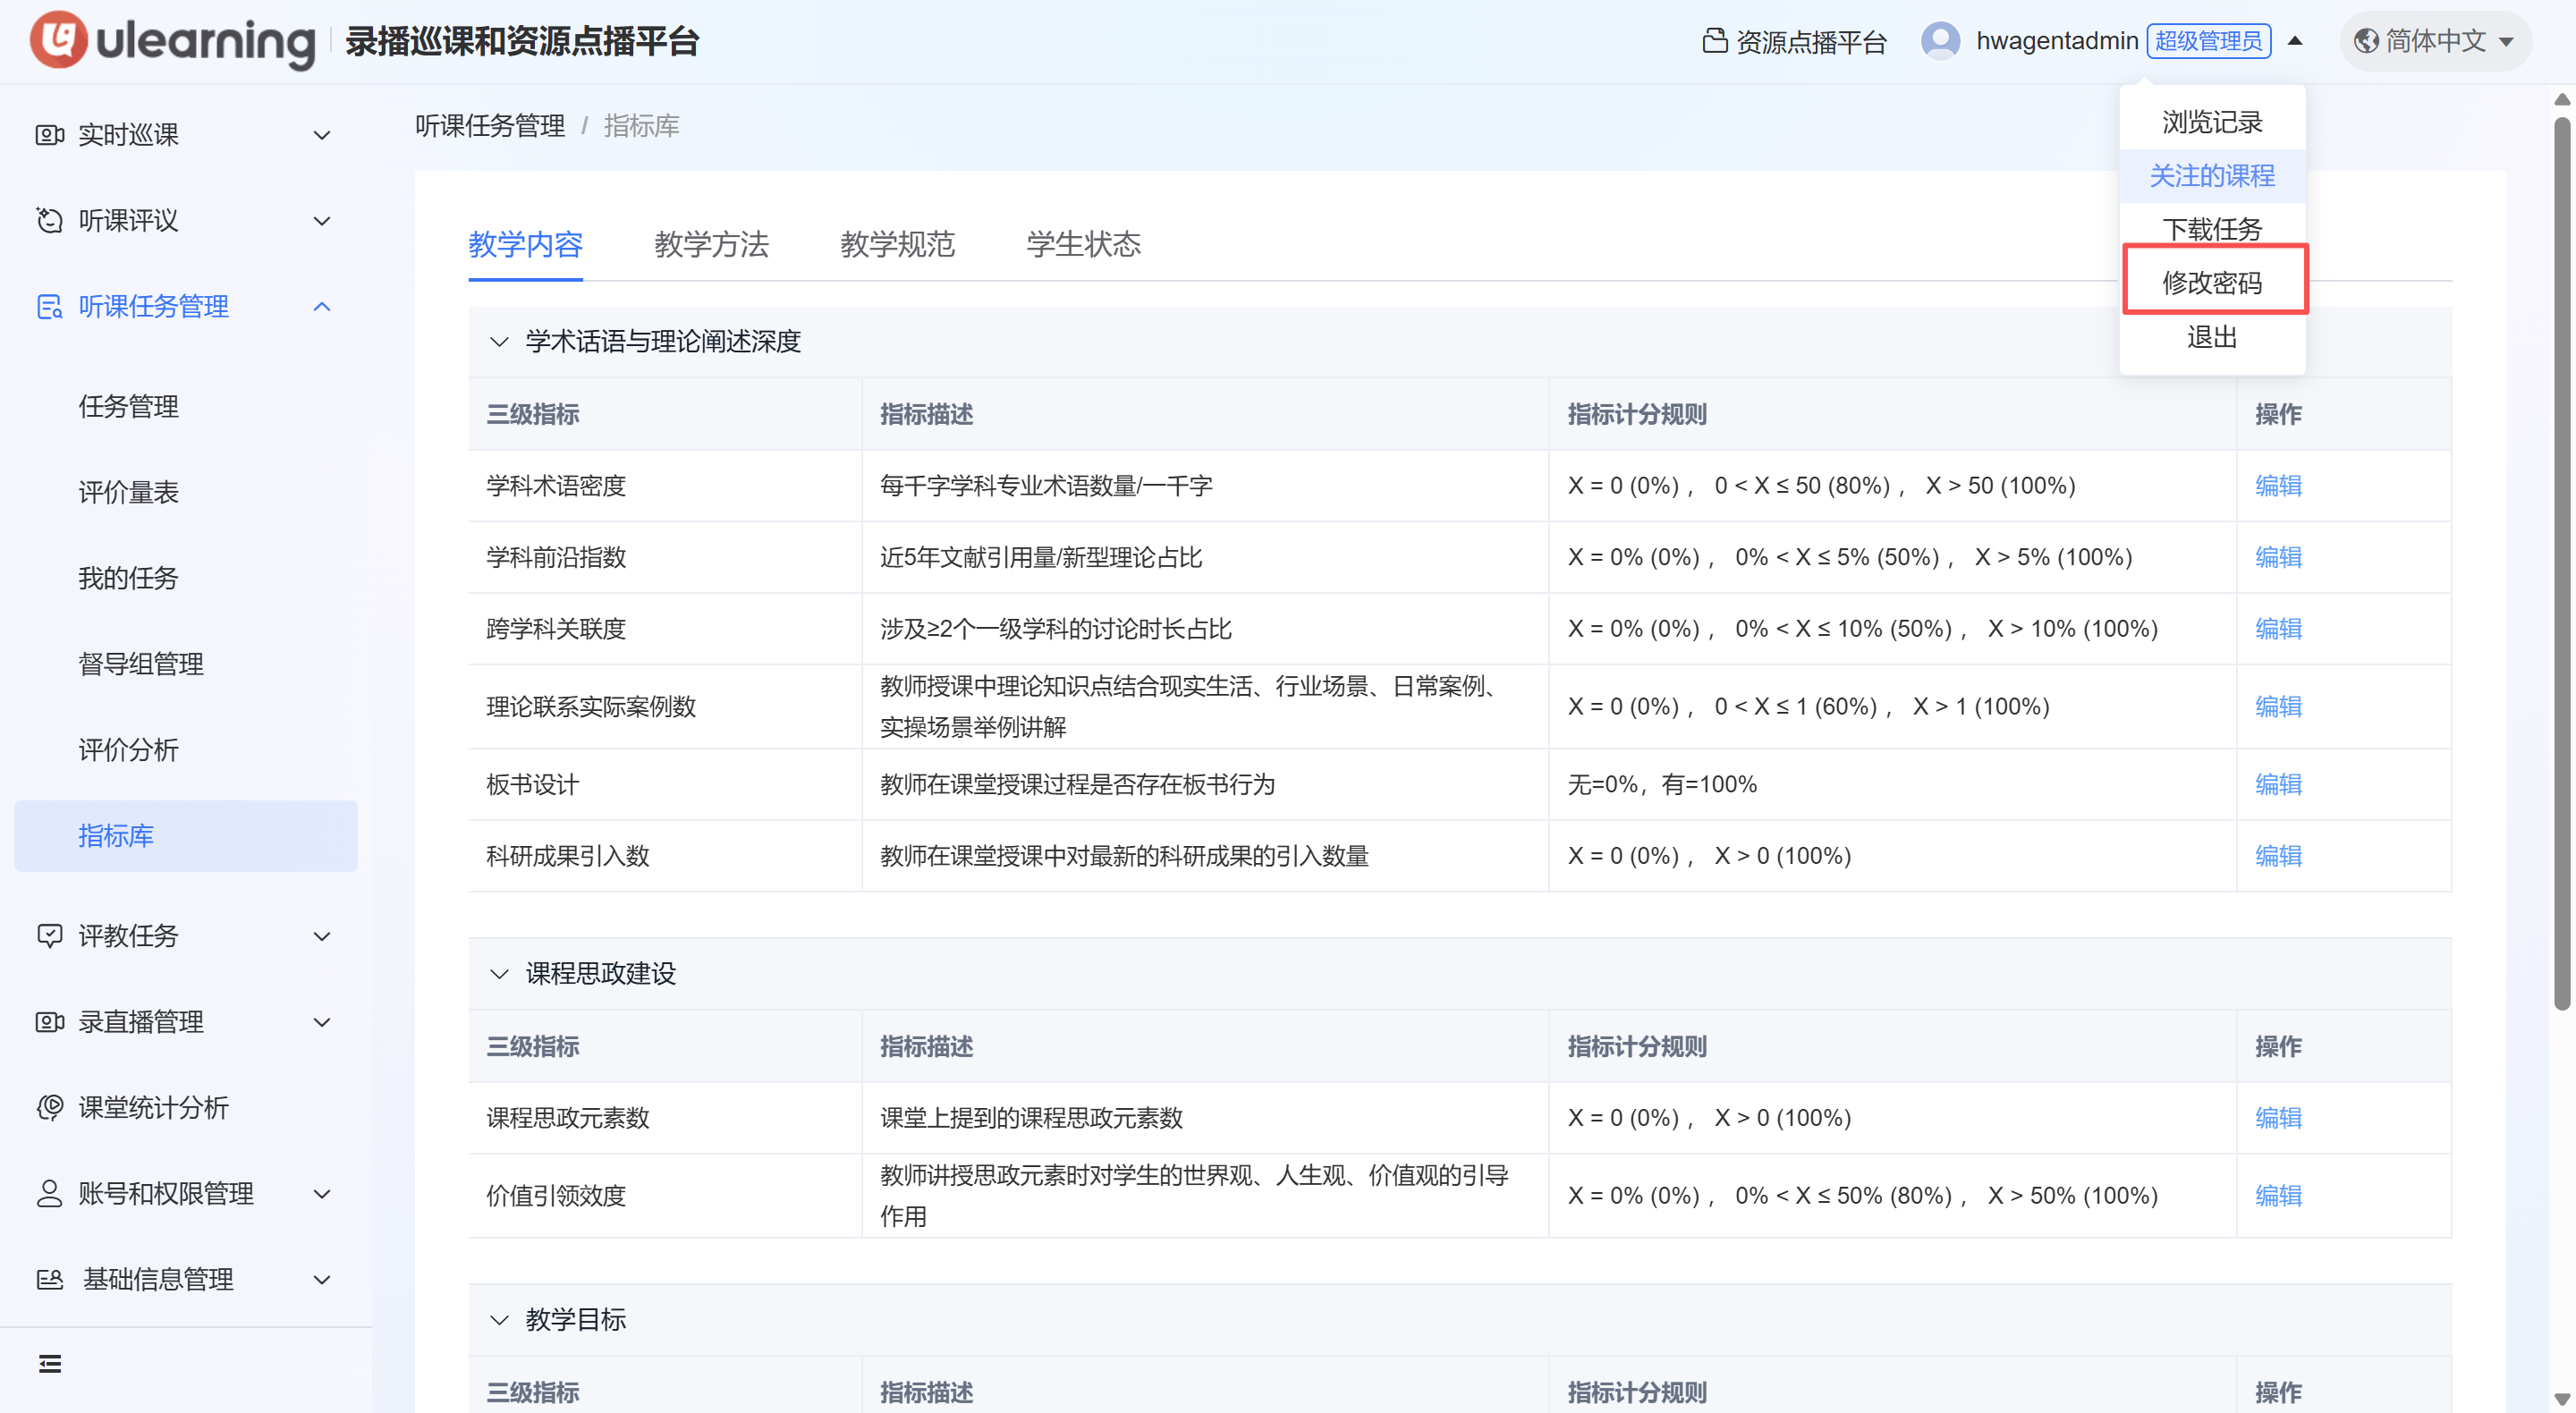 ulearning 录播巡课和资源点播平台 资源点播平台 hwagentadmin 超级管理员 简体中文
浏览记录
关注的课程
下载任务
修改密码
退出
实时巡课
听课评议
听课任务管理
任务管理
评价量表
我的任务
督导组管理
评价分析
指标库
评教任务
录直播管理
课堂统计分析
账号和权限管理
基础信息管理
听课任务管理 / 指标库
教学内容 教学方法 教学规范 学生状态
学术话语与理论阐述深度
三级指标 指标描述 指标计分规则 操作
学科术语密度 每千字学科专业术语数量/一千字 X = 0 (0%) , 0 < X ≤ 50 (80%) , X > 50 (100%) 编辑
学科前沿指数 近5年文献引用量/新型理论占比 X = 0% (0%) , 0% < X ≤ 5% (50%) , X > 5% (100%) 编辑
跨学科关联度 涉及≥2个一级学科的讨论时长占比 X = 0% (0%) , 0% < X ≤ 10% (50%) , X > 10% (100%) 编辑
理论联系实际案例数 教师授课中理论知识点结合现实生活、行业场景、日常案例、
实操场景举例讲解 X = 0 (0%) , 0 < X ≤ 1 (60%) , X > 1 (100%) 编辑
板书设计 教师在课堂授课过程是否存在板书行为 无=0%，有=100% 编辑
科研成果引入数 教师在课堂授课中对最新的科研成果的引入数量 X = 0 (0%) , X > 0 (100%) 编辑
课程思政建设
三级指标 指标描述 指标计分规则 操作
课程思政元素数 课堂上提到的课程思政元素数 X = 0 (0%) , X > 0 (100%) 编辑
价值引领效度 教师讲授思政元素时对学生的世界观、人生观、价值观的引导
作用 X = 0% (0%) , 0% < X ≤ 50% (80%) , X > 50% (100%) 编辑
教学目标
三级指标 指标描述 指标计分规则 操作